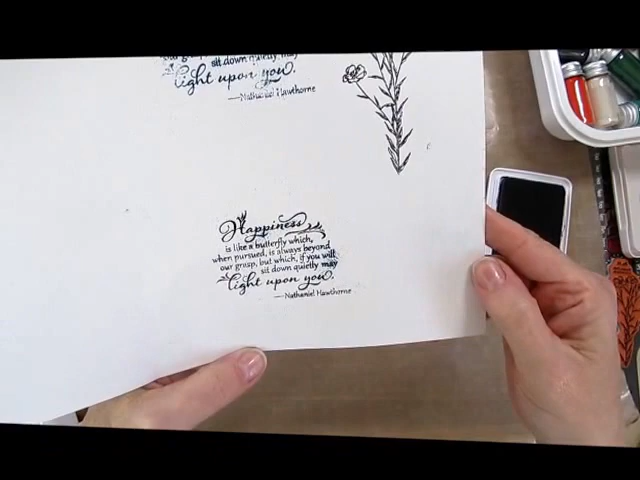 sit down quietly may
light upon you.
—Nathaniel Hawthorne
Happiness
is like a butterfly which,
when pursued, is always beyond
our grasp, but which, if you will
sit down quietly may
light upon you.
—Nathaniel Hawthorne